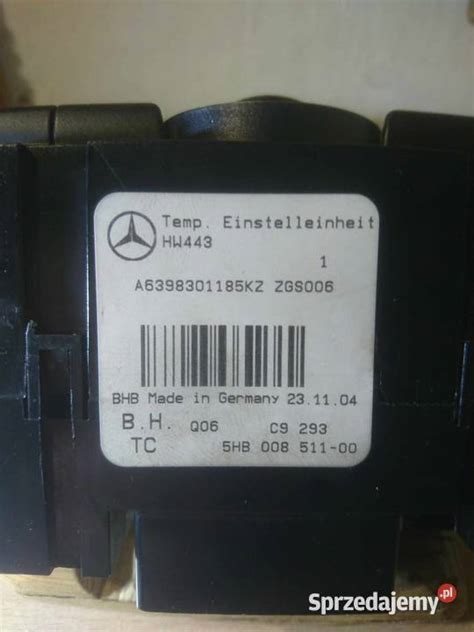 Temp. Einstelleinheit
HW443
1
A6398301185KZ ZGS006
BHB Made in Germany 23.11.04
B.H. Q06 C9 293
TC 5HB 008 511-00
Sprzedajemy.pl